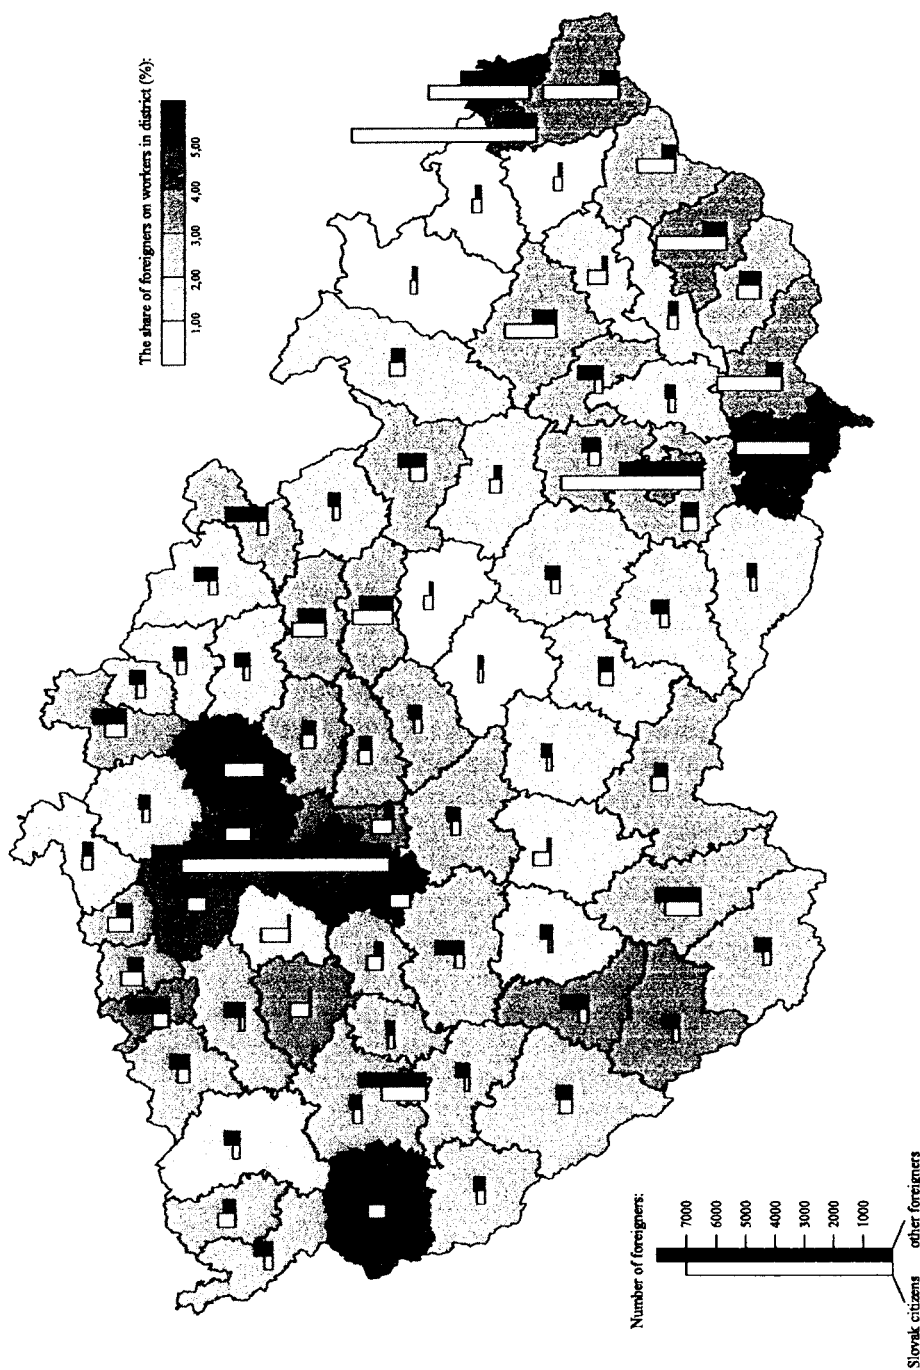 The share of foreigners on workers in district (%):
1,00 2,00 3,00 4,00 5,00
Number of foreigners:
7000
6000
5000
4000
3000
2000
1000
Slovak citizens other foreigners